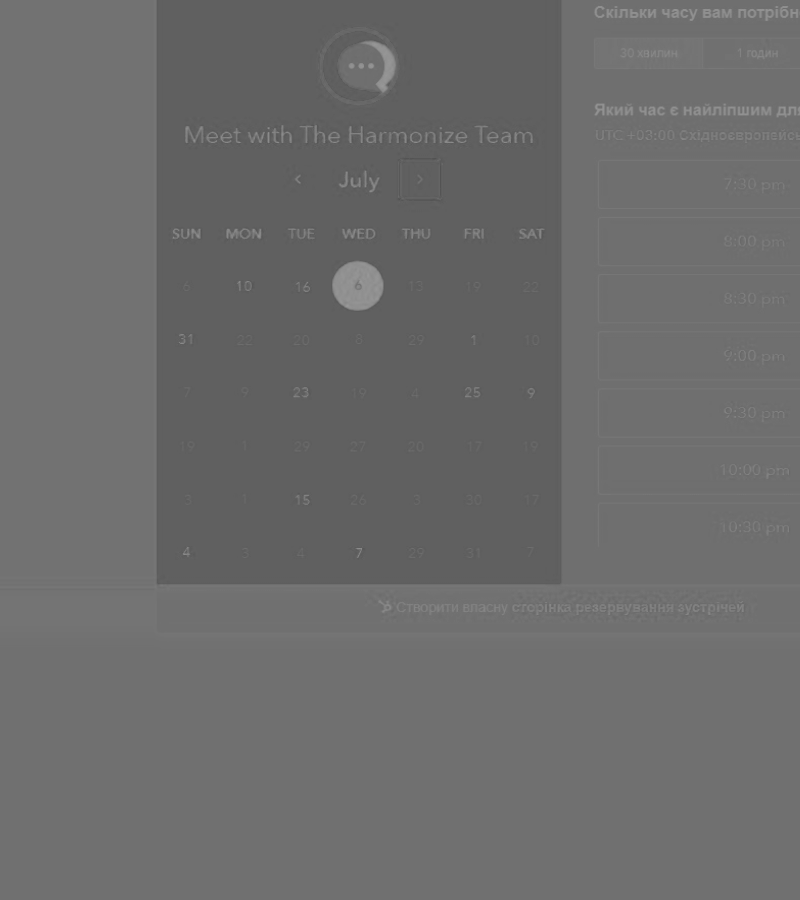 Meet with The Harmonize Team
July
SUN MON TUE WED THU FRI SAT
6 10 16 6 13 19 22
31 22 20 8 29 1 10
7 9 23 19 4 25 9
19 1 29 27 20 17 19
3 1 15 26 3 30 17
4 3 4 7 29 31 7
Скільки часу вам
30 хвилин 1 годин
Який час є найліпшим
UTC +03:00
7:30 pm
8:00 pm
8:30 pm
9:00 pm
9:30 pm
10:00 pm
10:30 pm
Створити власну сторінка резервування зустрічей